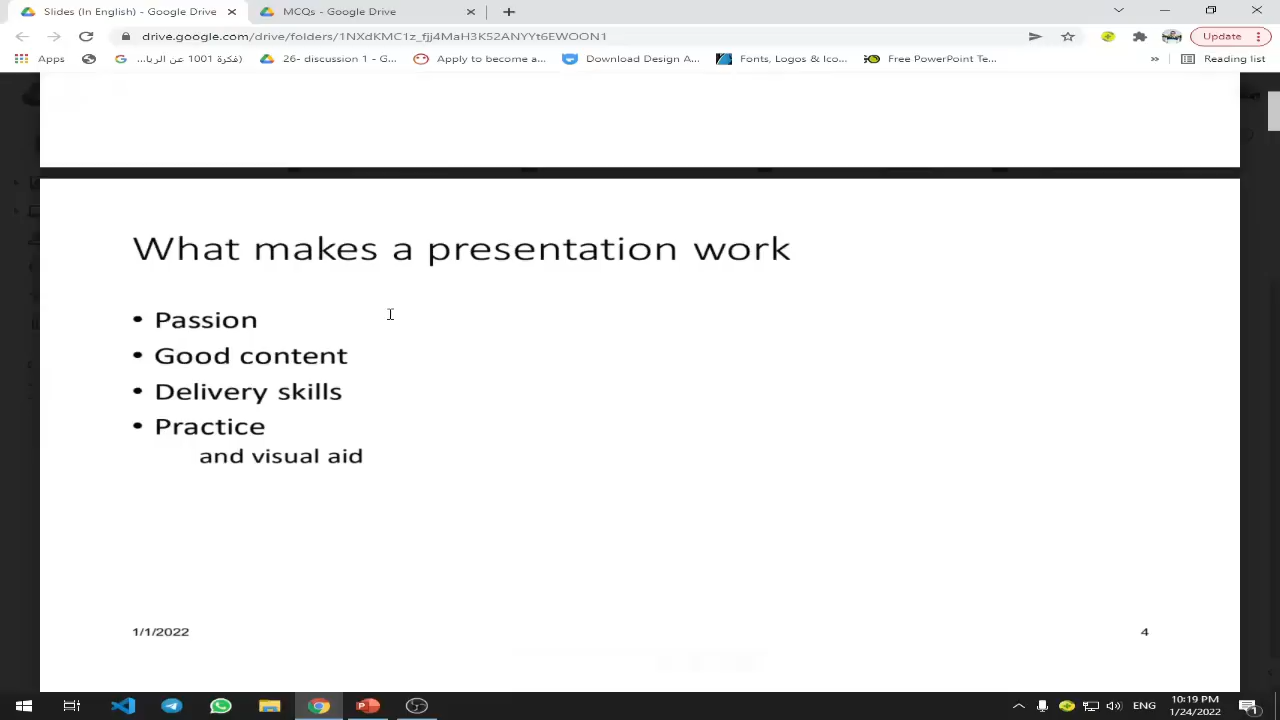 Slides (In English) - Google Drive
MCQs - Google Drive
drive.google.com/drive/folders/1NXdKMC1z_fjj4MaH3K52ANYYt6EWOON1
Update
Apps
فكرة) 1001 عن الريا...
26- discussion 1 - G...
Apply to become a...
Download Design A...
Fonts, Logos & Ico...
Free PowerPoint Te...
»
Reading list
What makes a presentation work
• Passion
• Good content
• Delivery skills
• Practice
and visual aid
1/1/2022
4
ENG
10:19 PM
1/24/2022